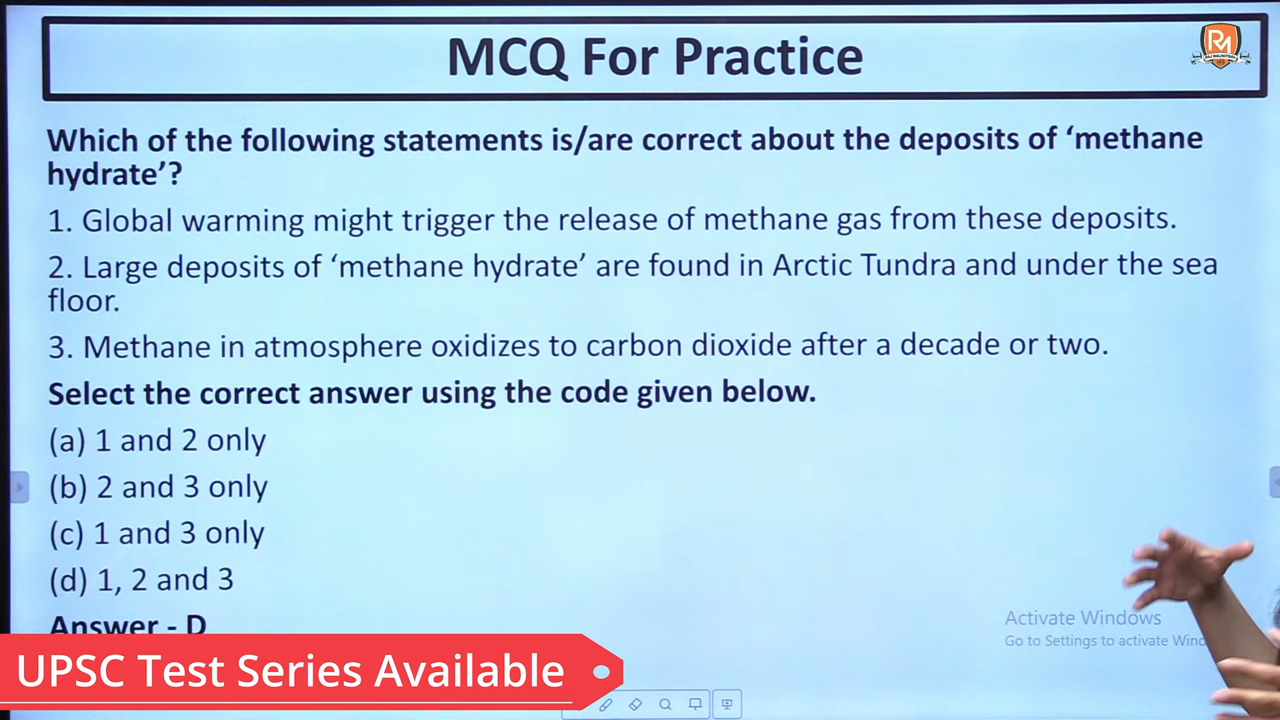 MCQ For Practice
RM
Which of the following statements is/are correct about the deposits of ‘methane
hydrate’?
1. Global warming might trigger the release of methane gas from these deposits.
2. Large deposits of ‘methane hydrate’ are found in Arctic Tundra and under the sea
floor.
3. Methane in atmosphere oxidizes to carbon dioxide after a decade or two.
Select the correct answer using the code given below.
(a) 1 and 2 only
(b) 2 and 3 only
(c) 1 and 3 only
(d) 1, 2 and 3
Answer - D
Activate Windows
Go to Settings to activate Wind
UPSC Test Series Available